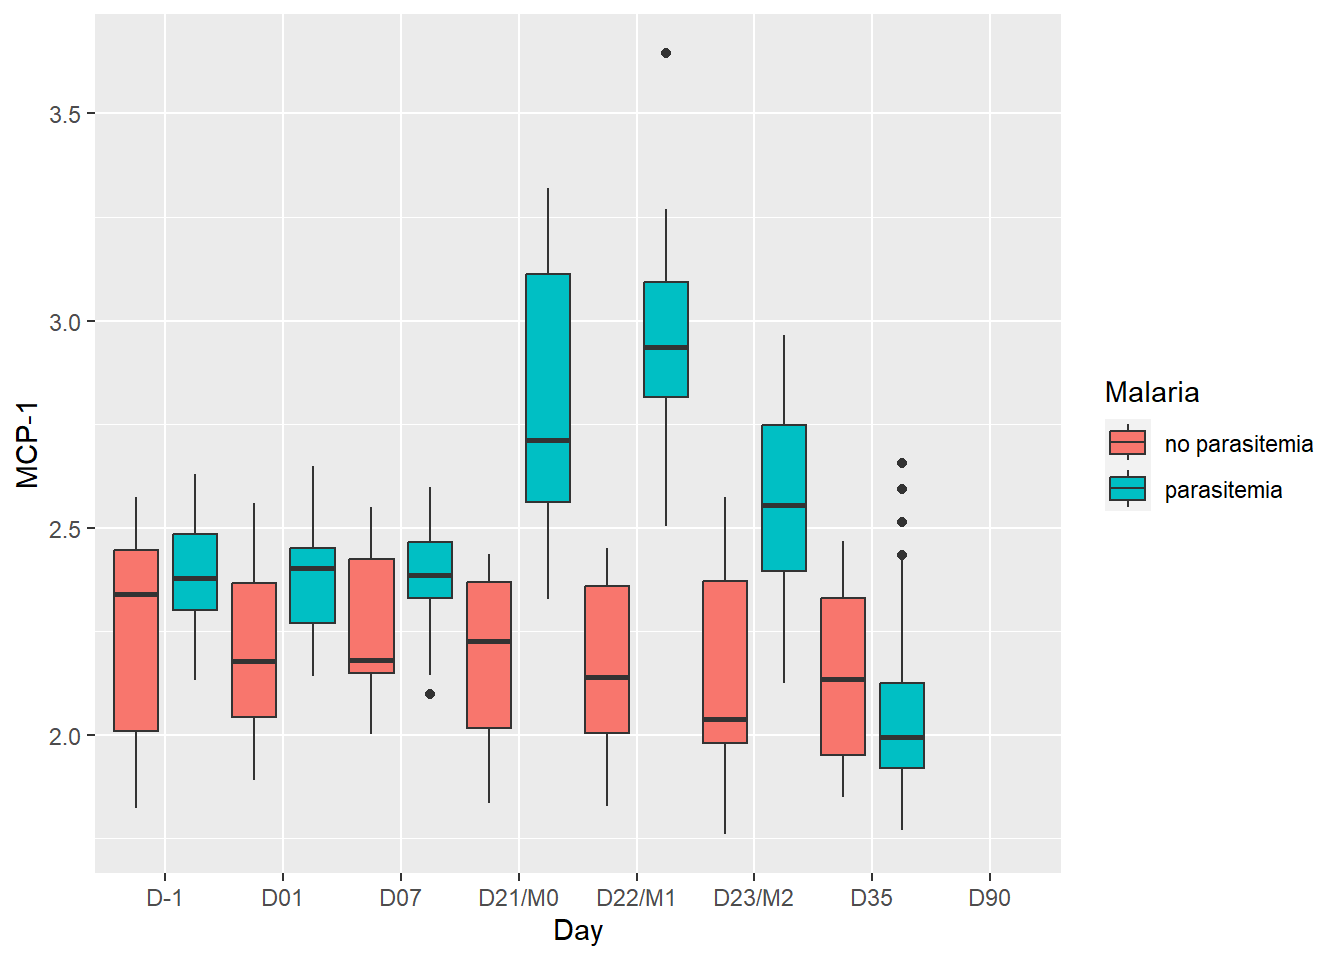 3.5
3.0
2.5
2.0
MCP-1
D-1 D01 D07 D21/M0 D22/M1 D23/M2 D35 D90
Day
Malaria
no parasitemia
parasitemia